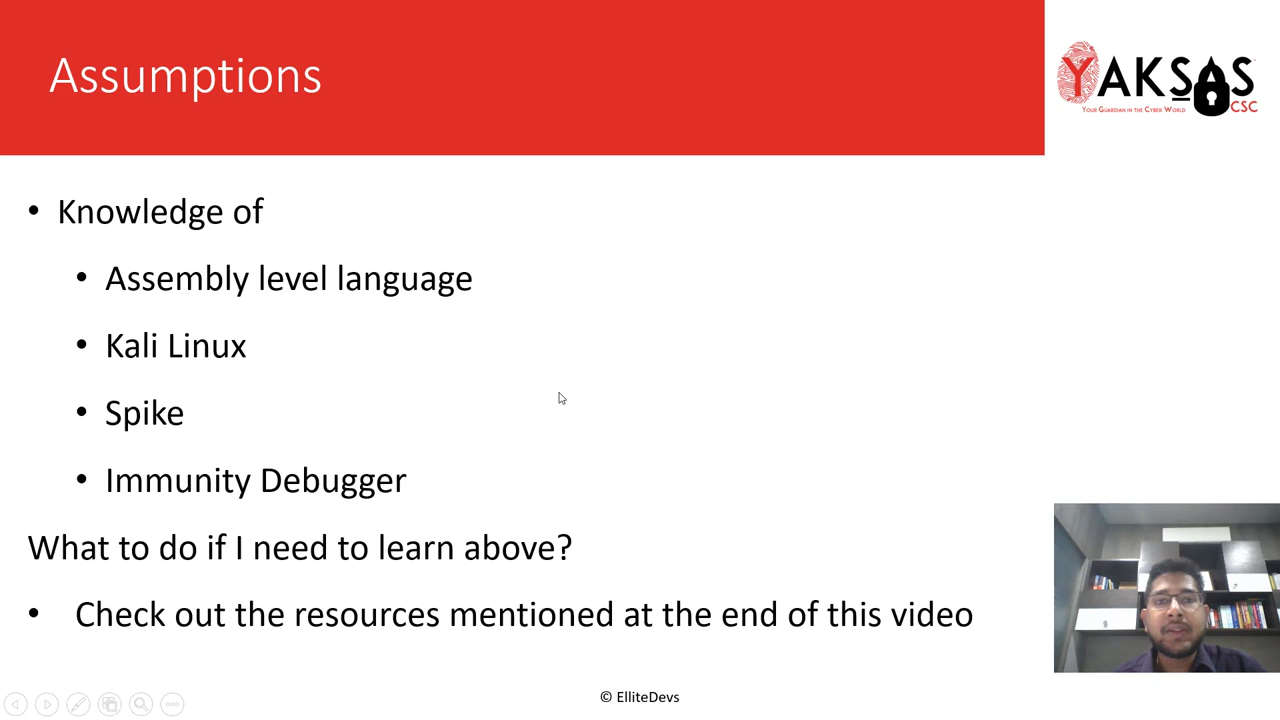 Assumptions
YAKSAS
CSC
YOUR GUARDIAN IN THE CYBER WORLD
• Knowledge of
• Assembly level language
• Kali Linux
• Spike
• Immunity Debugger
What to do if I need to learn above?
• Check out the resources mentioned at the end of this video
© ElliteDevs